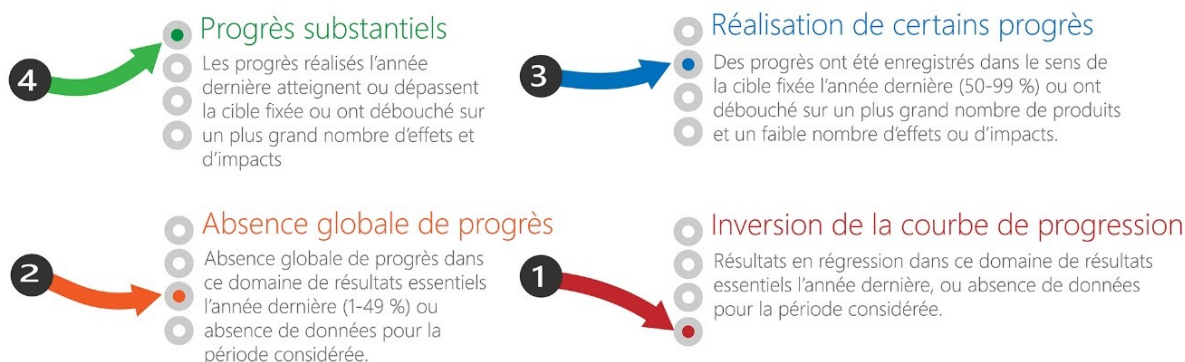 4
Progrès substantiels
Les progrès réalisés l'année
dernière atteignent ou dépassent
la cible fixée ou ont débouché sur
un plus grand nombre d'effets et
d'impacts
3
Réalisation de certains progrès
Des progrès ont été enregistrés dans le sens de
la cible fixée l'année dernière (50-99 %) ou ont
débouché sur un plus grand nombre de produits
et un faible nombre d'effets ou d'impacts.
2
Absence globale de progrès
Absence globale de progrès dans
ce domaine de résultats essentiels
l'année dernière (1-49 %) ou
absence de données pour la
période considérée.
1
Inversion de la courbe de progression
Résultats en régression dans ce domaine de résultats
essentiels l'année dernière, ou absence de données
pour la période considérée.